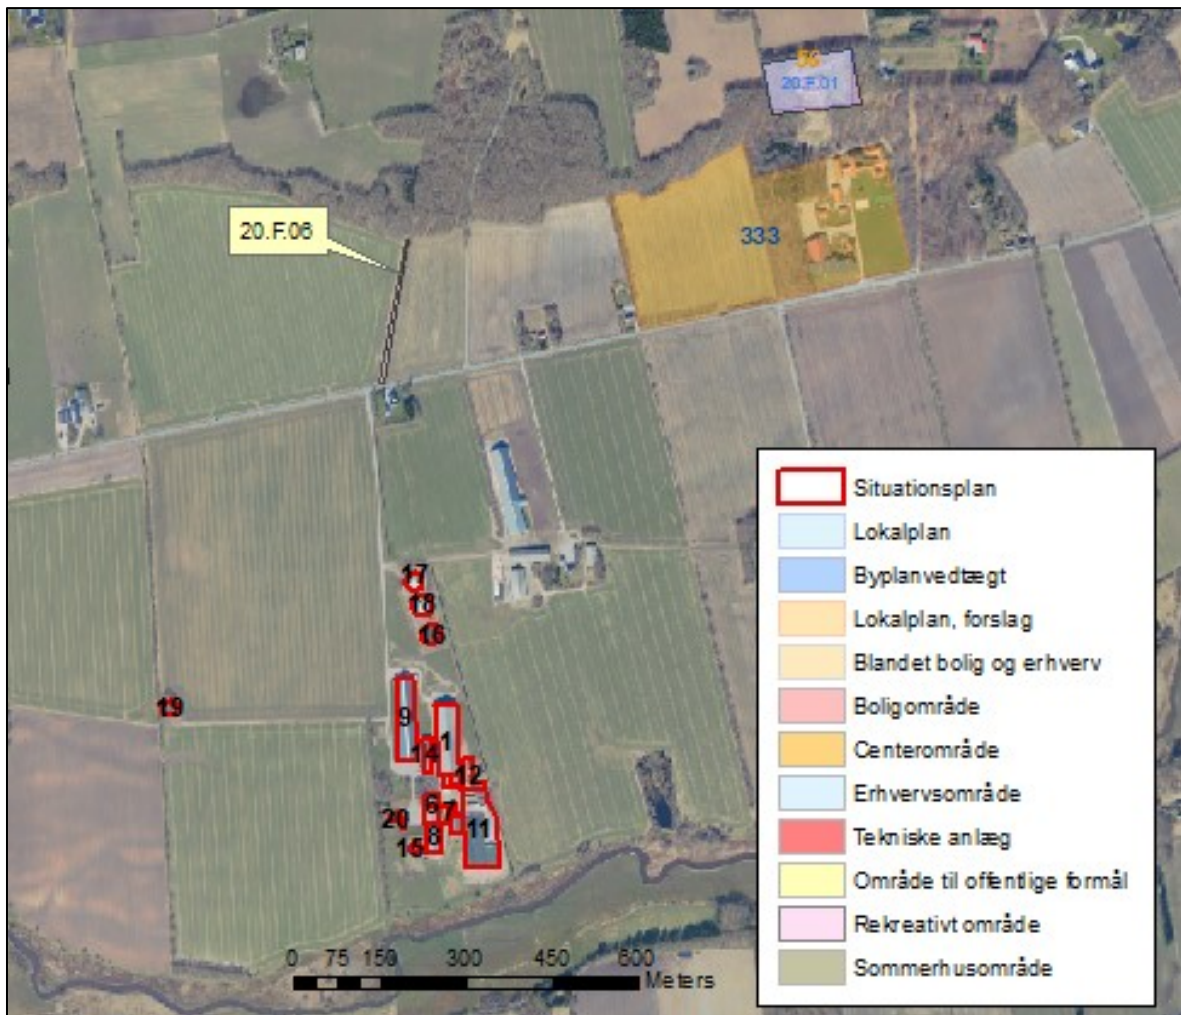 53
20.F.01
20.F.06
333
17
18
16
19
9
14
1
12
6
7
11
20
8
15
0 75 150 300 450 600
Meters
Situationsplan
Lokalplan
Byplanvedtægt
Lokalplan, forslag
Blandet bolig og erhverv
Boligområde
Centerområde
Erhvervsområde
Tekniske anlæg
Område til offentlige formål
Rekreativt område
Sommerhusområde